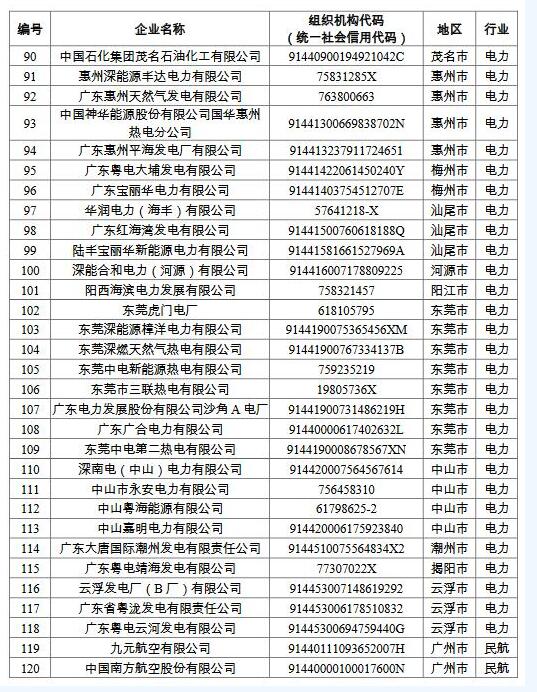 编号 企业名称 组织机构代码 地区 行业
（统一社会信用代码）
90 中国石化集团茂名石油化工有限公司 91440900194921042C 茂名市 电力
91 惠州深能源丰达电力有限公司 75831285X 惠州市 电力
92 广东惠州天然气发电有限公司 763800663 惠州市 电力
93 中国神华能源股份有限公司国华惠州 91441300669838702N 惠州市 电力
热电分公司
94 广东惠州平海发电厂有限公司 914413237911724651 惠州市 电力
95 广东粤电大埔发电有限公司 91441422061450240Y 梅州市 电力
96 广东宝丽华电力有限公司 91441403754512707E 梅州市 电力
97 华润电力（海丰）有限公司 57641218-X 汕尾市 电力
98 广东红海湾发电有限公司 91441500760618188Q 汕尾市 电力
99 陆丰宝丽华新能源电力有限公司 91441581661527969A 汕尾市 电力
100 深能合和电力（河源）有限公司 914416007178809225 河源市 电力
101 阳西海滨电力发展有限公司 758321457 阳江市 电力
102 东莞虎门电厂 618105795 东莞市 电力
103 东莞深能源樟洋电力有限公司 9144190075365456XM 东莞市 电力
104 东莞深燃天然气热电有限公司 91441900767334137B 东莞市 电力
105 东莞中电新能源热电有限公司 759235219 东莞市 电力
106 东莞市三联热电有限公司 19805736X 东莞市 电力
107 广东电力发展股份有限公司沙角 A 电厂 91441900731486219H 东莞市 电力
108 广东广合电力有限公司 91440000617402632L 东莞市 电力
109 东莞中电第二热电有限公司 9144190008678567XN 东莞市 电力
110 深南电（中山）电力有限公司 914420007564567614 中山市 电力
111 中山市永安电力有限公司 756458310 中山市 电力
112 中山粤海能源有限公司 61798625-2 中山市 电力
113 中山嘉明电力有限公司 914420006175923840 中山市 电力
114 广东大唐国际潮州发电有限责任公司 9144510075564834X2 潮州市 电力
115 广东粤电靖海发电有限公司 77307022X 揭阳市 电力
116 云浮发电厂（B 厂）有限公司 914453007148619292 云浮市 电力
117 广东省粤泷发电有限责任公司 914453006178510832 云浮市 电力
118 广东粤电云河发电有限公司 91445300694759440G 云浮市 电力
119 九元航空有限公司 91440111093652007H 广州市 民航
120 中国南方航空股份有限公司 91440000100017600N 广州市 民航